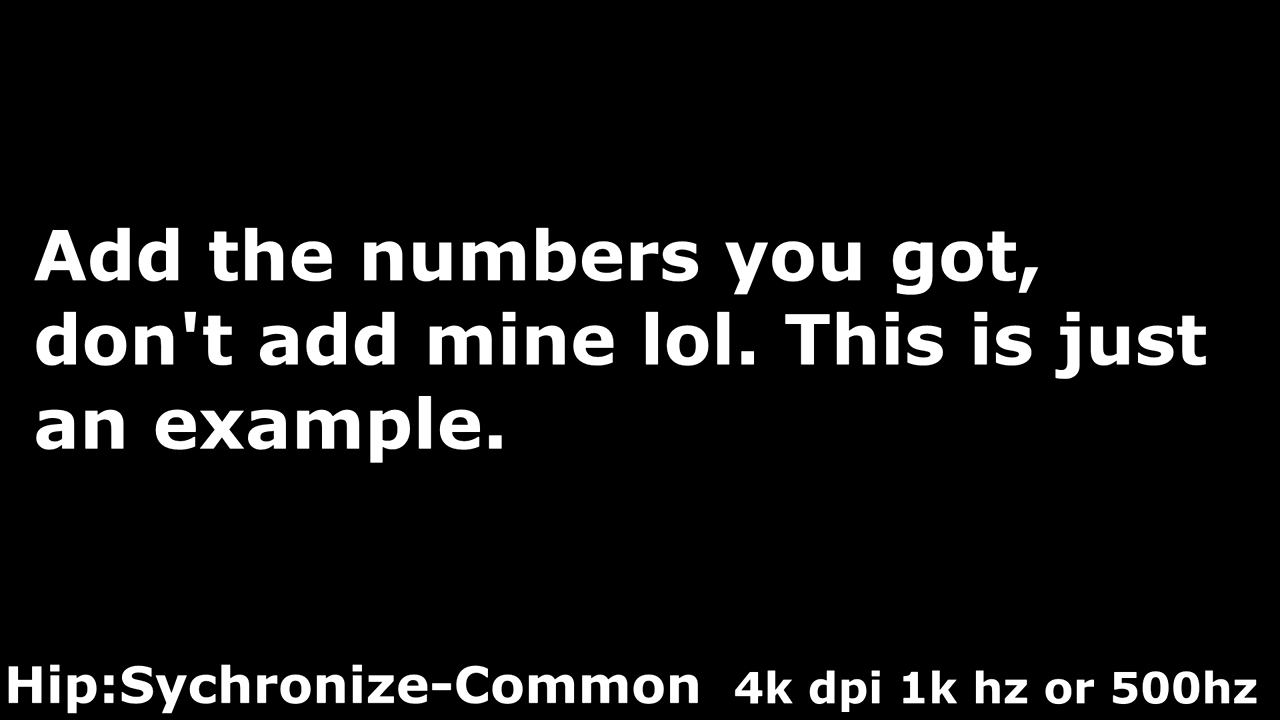 Add the numbers you got,
don't add mine lol. This is just
an example.
Hip:Sychronize-Common 4k dpi 1k hz or 500hz